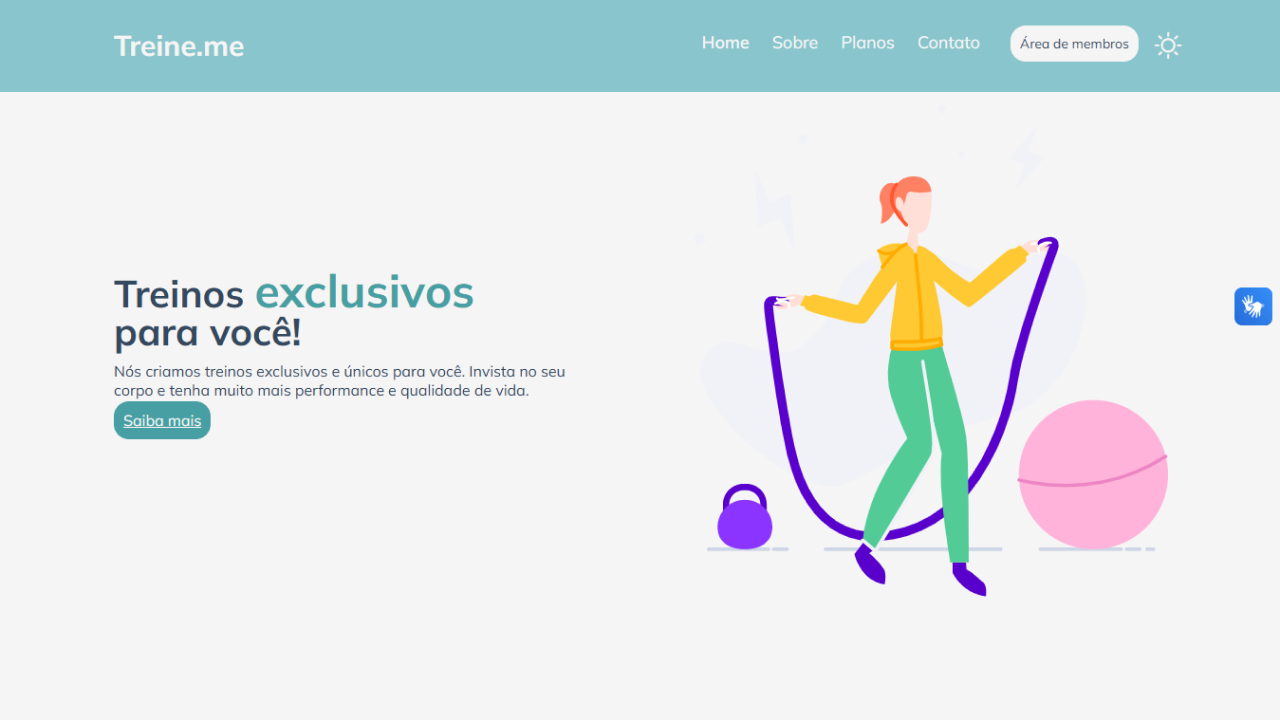 Treine.me
Home Sobre Planos Contato Área de membros
Treinos exclusivos
para você!
Nós criamos treinos exclusivos e únicos para você. Invista no seu
corpo e tenha muito mais performance e qualidade de vida.
Saiba mais